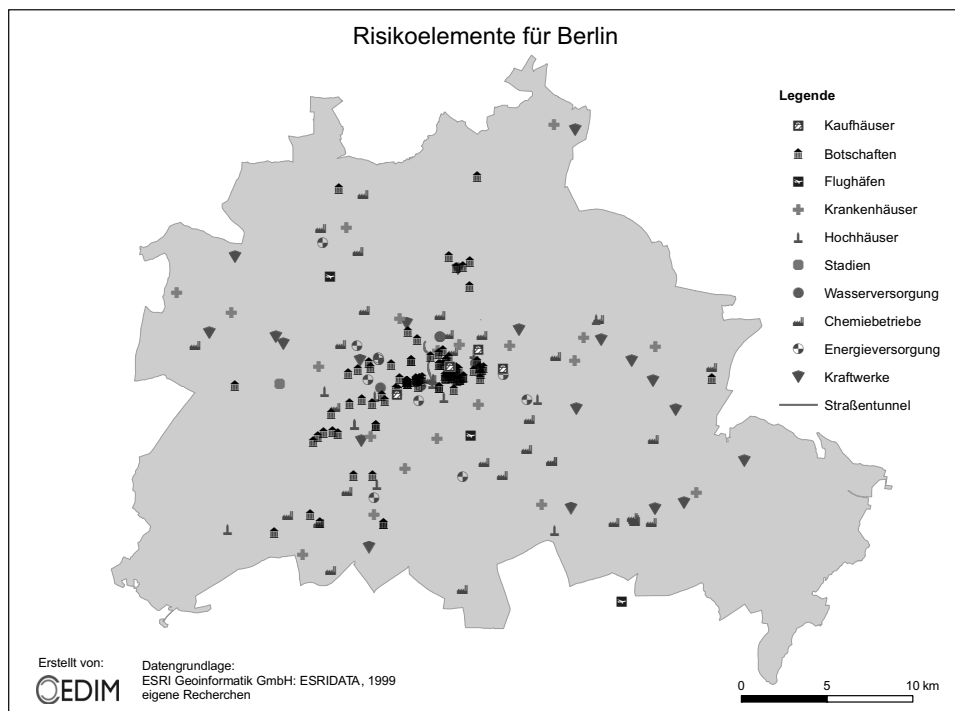 Risikoelemente für Berlin
Legende
Kaufhäuser
Botschaften
Flughäfen
Krankenhäuser
Hochhäuser
Stadien
Wasserversorgung
Chemiebetriebe
Energieversorgung
Kraftwerke
Straßentunnel
Erstellt von:
CEDIM
Datengrundlage:
ESRI Geoinformatik GmbH: ESRIDATA, 1999
eigene Recherchen
0 5 10 km